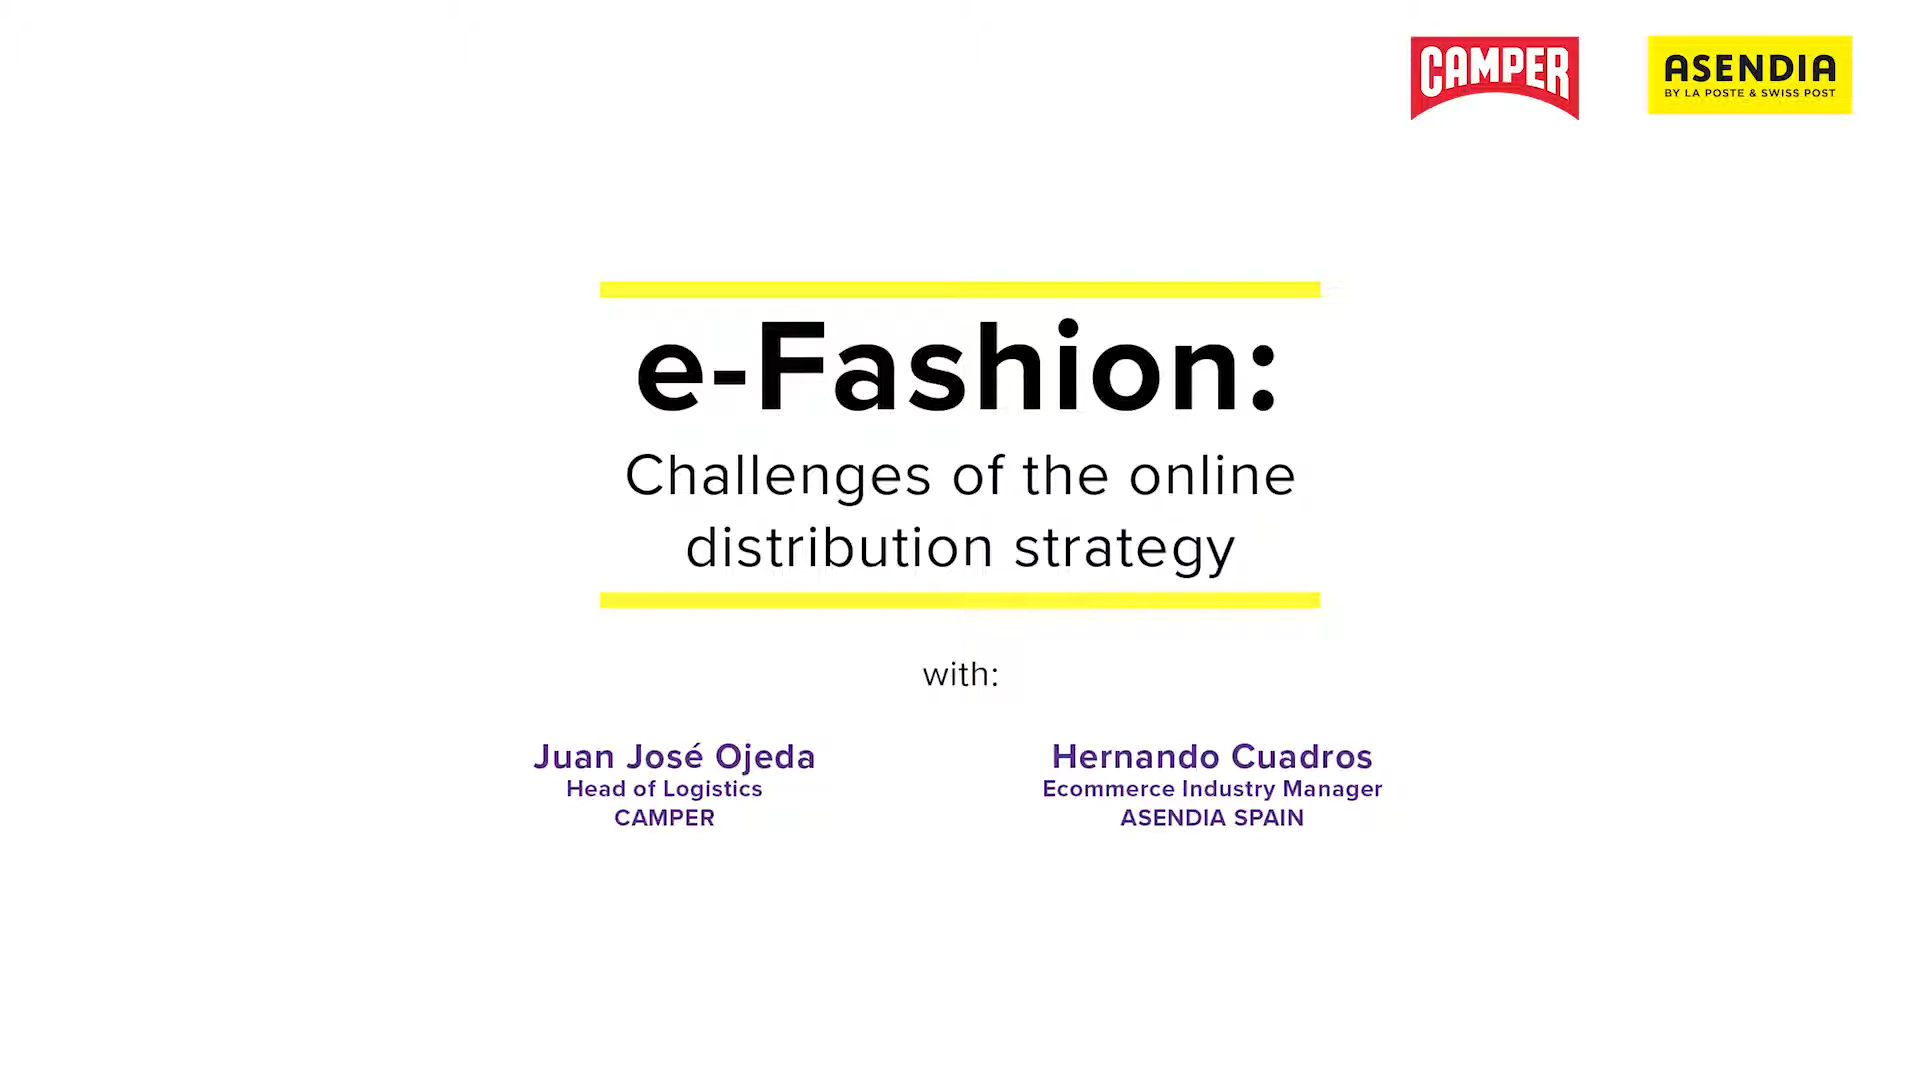 CAMPER
ASENDIA
BY LA POSTE & SWISS POST
e-Fashion:
Challenges of the online
distribution strategy
with:
Juan José Ojeda
Head of Logistics
CAMPER
Hernando Cuadros
Ecommerce Industry Manager
ASENDIA SPAIN